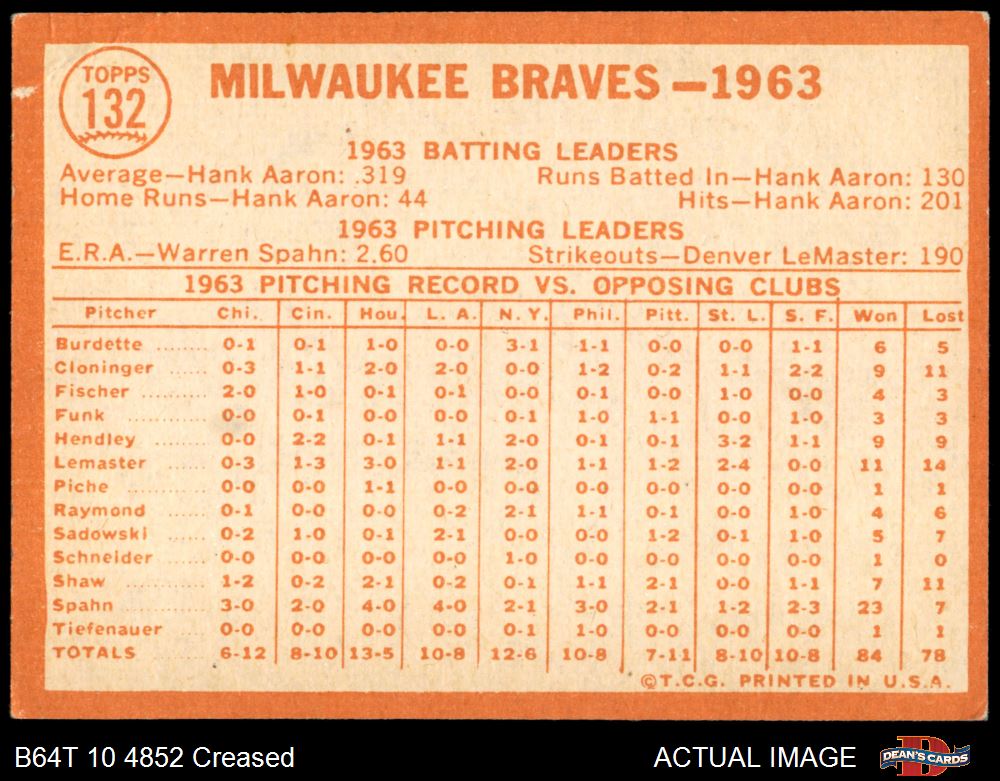 TOPPS
132
MILWAUKEE BRAVES—1963
1963 BATTING LEADERS
Average—Hank Aaron: .319 Runs Batted In—Hank Aaron: 130
Home Runs—Hank Aaron: 44 Hits—Hank Aaron: 201
1963 PITCHING LEADERS
E.R.A.—Warren Spahn: 2.60 Strikeouts—Denver LeMaster: 190
1963 PITCHING RECORD VS. OPPOSING CLUBS
Pitcher Chi. Cin. Hou. L. A. N. Y. Phil. Pitt. St. L. S. F. Won Lost
Burdette ........ 0-1 0-1 1-0 0-0 3-1 1-1 0-0 0-0 1-1 6 5
Cloninger ...... 0-3 1-1 2-0 2-0 0-0 1-2 0-2 1-1 2-2 9 11
Fischer .......... 2-0 1-0 0-1 0-1 0-0 0-1 0-0 1-0 0-0 4 3
Funk ............ 0-0 0-1 0-0 0-0 0-1 1-0 1-1 0-0 1-0 3 3
Hendley ........ 0-0 2-2 0-1 1-1 2-0 0-1 0-1 3-2 1-1 9 9
Lemaster ...... 0-3 1-3 3-0 1-1 2-0 1-1 1-2 2-4 0-0 11 14
Piche ............ 0-0 0-0 1-1 0-0 0-0 0-0 0-0 0-0 0-0 1 1
Raymond ...... 0-1 0-0 0-0 0-2 2-1 1-1 0-1 0-0 1-0 4 6
Sadowski ...... 0-2 1-0 0-1 2-1 0-0 0-0 1-2 0-1 1-0 5 7
Schneider ...... 0-0 0-0 0-0 0-0 1-0 0-0 0-0 0-0 0-0 1 0
Shaw ............ 1-2 0-2 2-1 0-2 0-1 1-1 2-1 0-0 1-1 7 11
Spahn .......... 3-0 2-0 4-0 4-0 2-1 3-0 2-1 1-2 2-3 23 7
Tiefenauer .... 0-0 0-0 0-0 0-0 0-1 1-0 0-0 0-0 0-0 1 1
TOTALS ........ 6-12 8-10 13-5 10-8 12-6 10-8 7-11 8-10 10-8 84 78
©T.C.G. PRINTED IN U.S.A.
B64T 10 4852 Creased ACTUAL IMAGE
D
DEAN'S CARDS